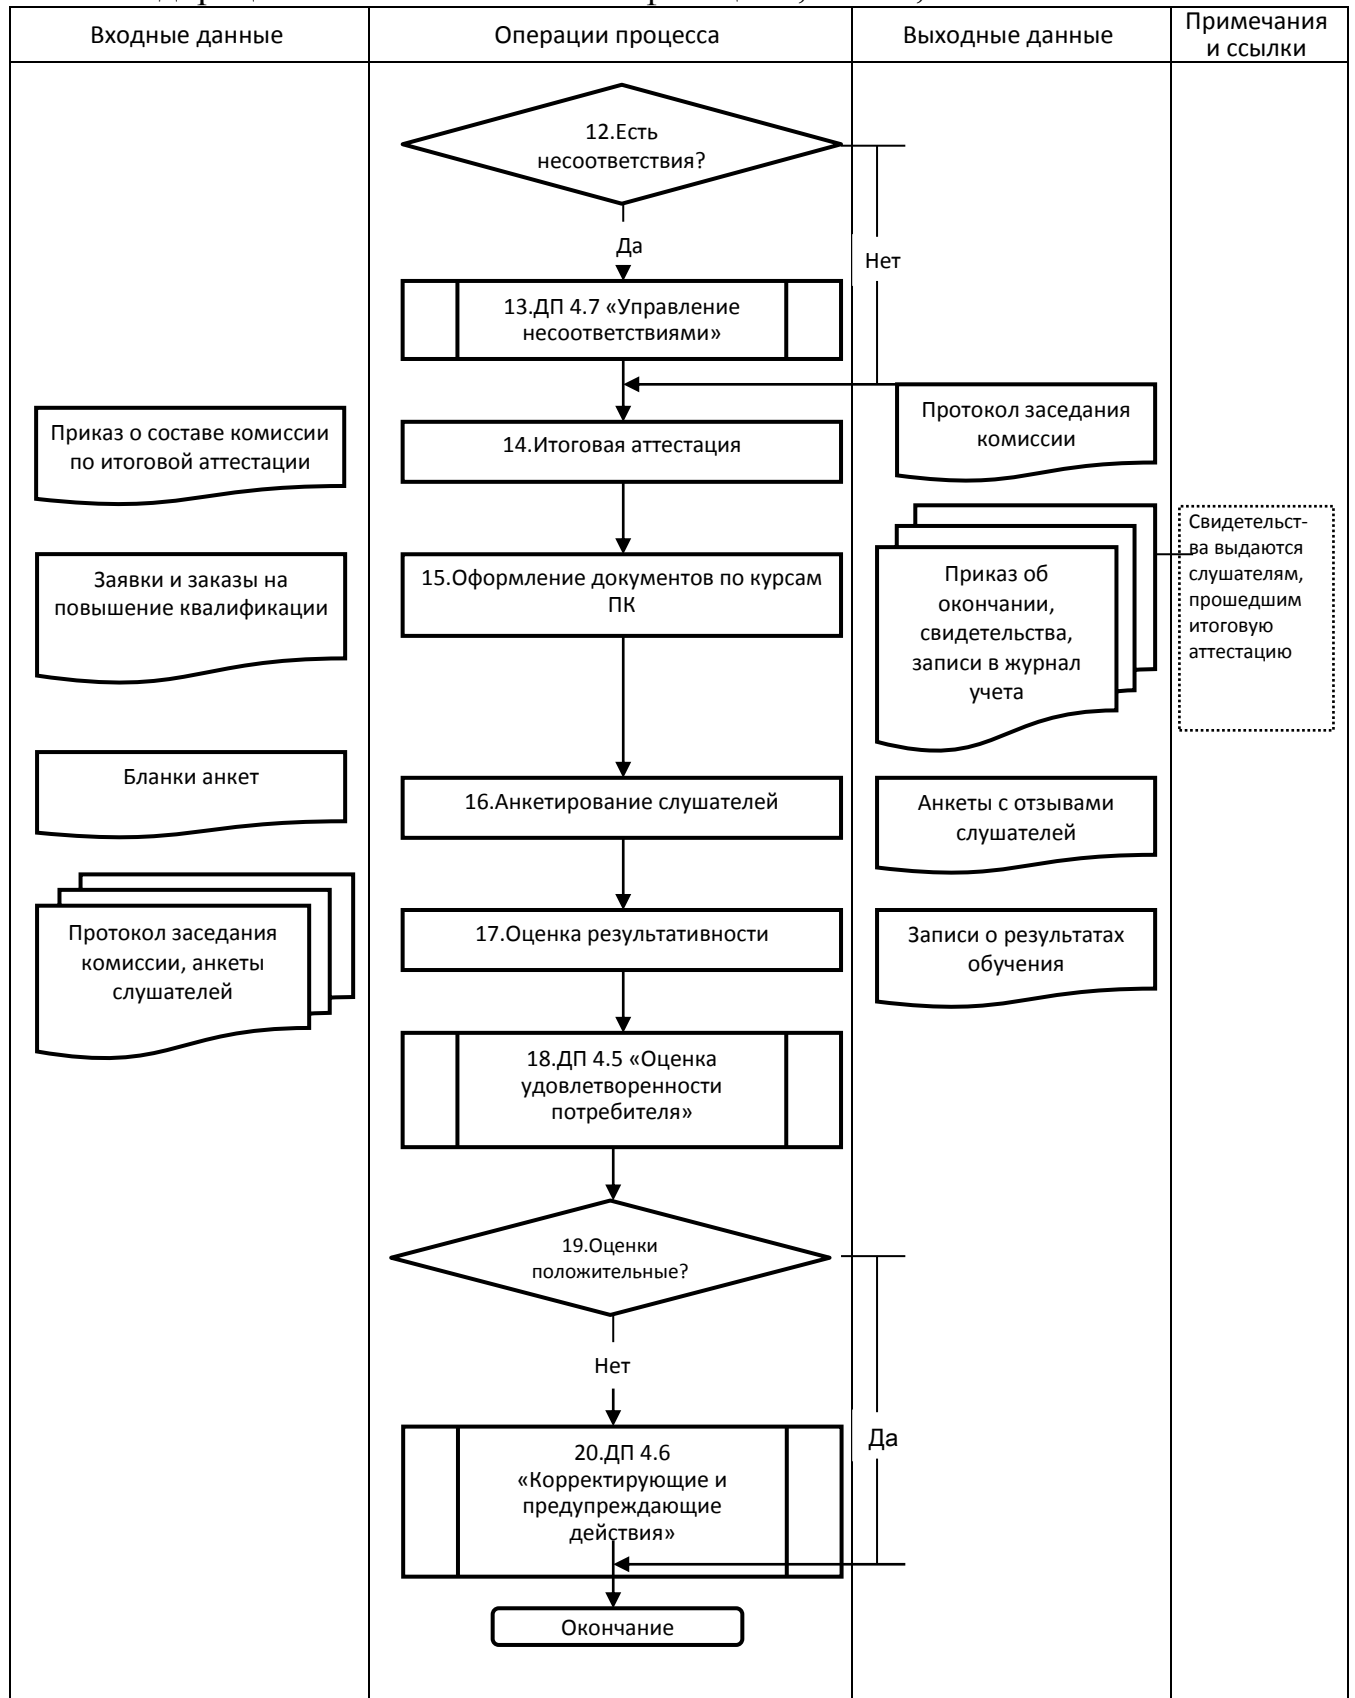 Входные данные
Операции процесса
Выходные данные
Примечания
и ссылки
12.Есть
несоответствия?
Да
Нет
13.ДП 4.7 «Управление
несоответствиями»
Приказ о составе комиссии
по итоговой аттестации
14.Итоговая аттестация
Протокол заседания
комиссии
Заявки и заказы на
повышение квалификации
15.Оформление документов по курсам
ПК
Приказ об
окончании,
свидетельства,
записи в журнал
учета
Свидетельст-
ва выдаются
слушателям,
прошедшим
итоговую
аттестацию
Бланки анкет
16.Анкетирование слушателей
Анкеты с отзывами
слушателей
Протокол заседания
комиссии, анкеты
слушателей
17.Оценка результативности
Записи о результатах
обучения
18.ДП 4.5 «Оценка
удовлетворенности
потребителя»
19.Оценки
положительные?
Нет
Да
20.ДП 4.6
«Корректирующие и
предупреждающие
действия»
Окончание